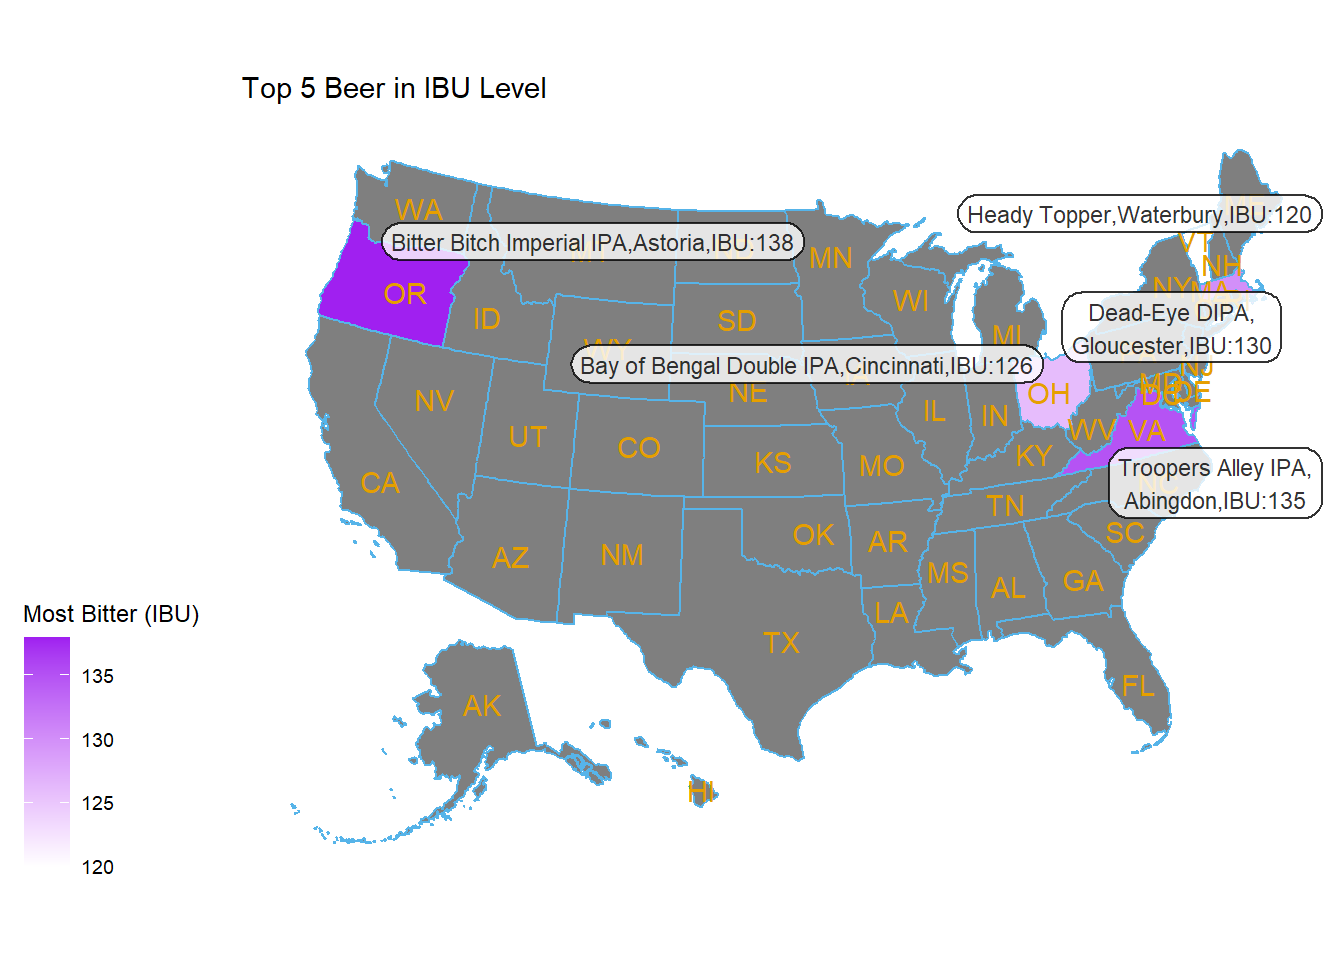 Top 5 Beer in IBU Level
WA
Heady Topper,Waterbury,IBU:120
Bitter Bitch Imperial IPA,Astoria,IBU:138
VT
MN
NH
OR
WI
NY
MA
ID
SD
Dead-Eye DIPA,
Gloucester,IBU:130
MI
WY
Bay of Bengal Double IPA,Cincinnati,IBU:126
NJ
NV
NE
OH
MD
DE
DC
IL
IN
UT
CO
WV
VA
KS
MO
KY
CA
Troopers Alley IPA,
Abingdon,IBU:135
NC
TN
AZ
NM
OK
AR
SC
MS
AL
GA
LA
TX
FL
AK
HI
Most Bitter (IBU)
135
130
125
120